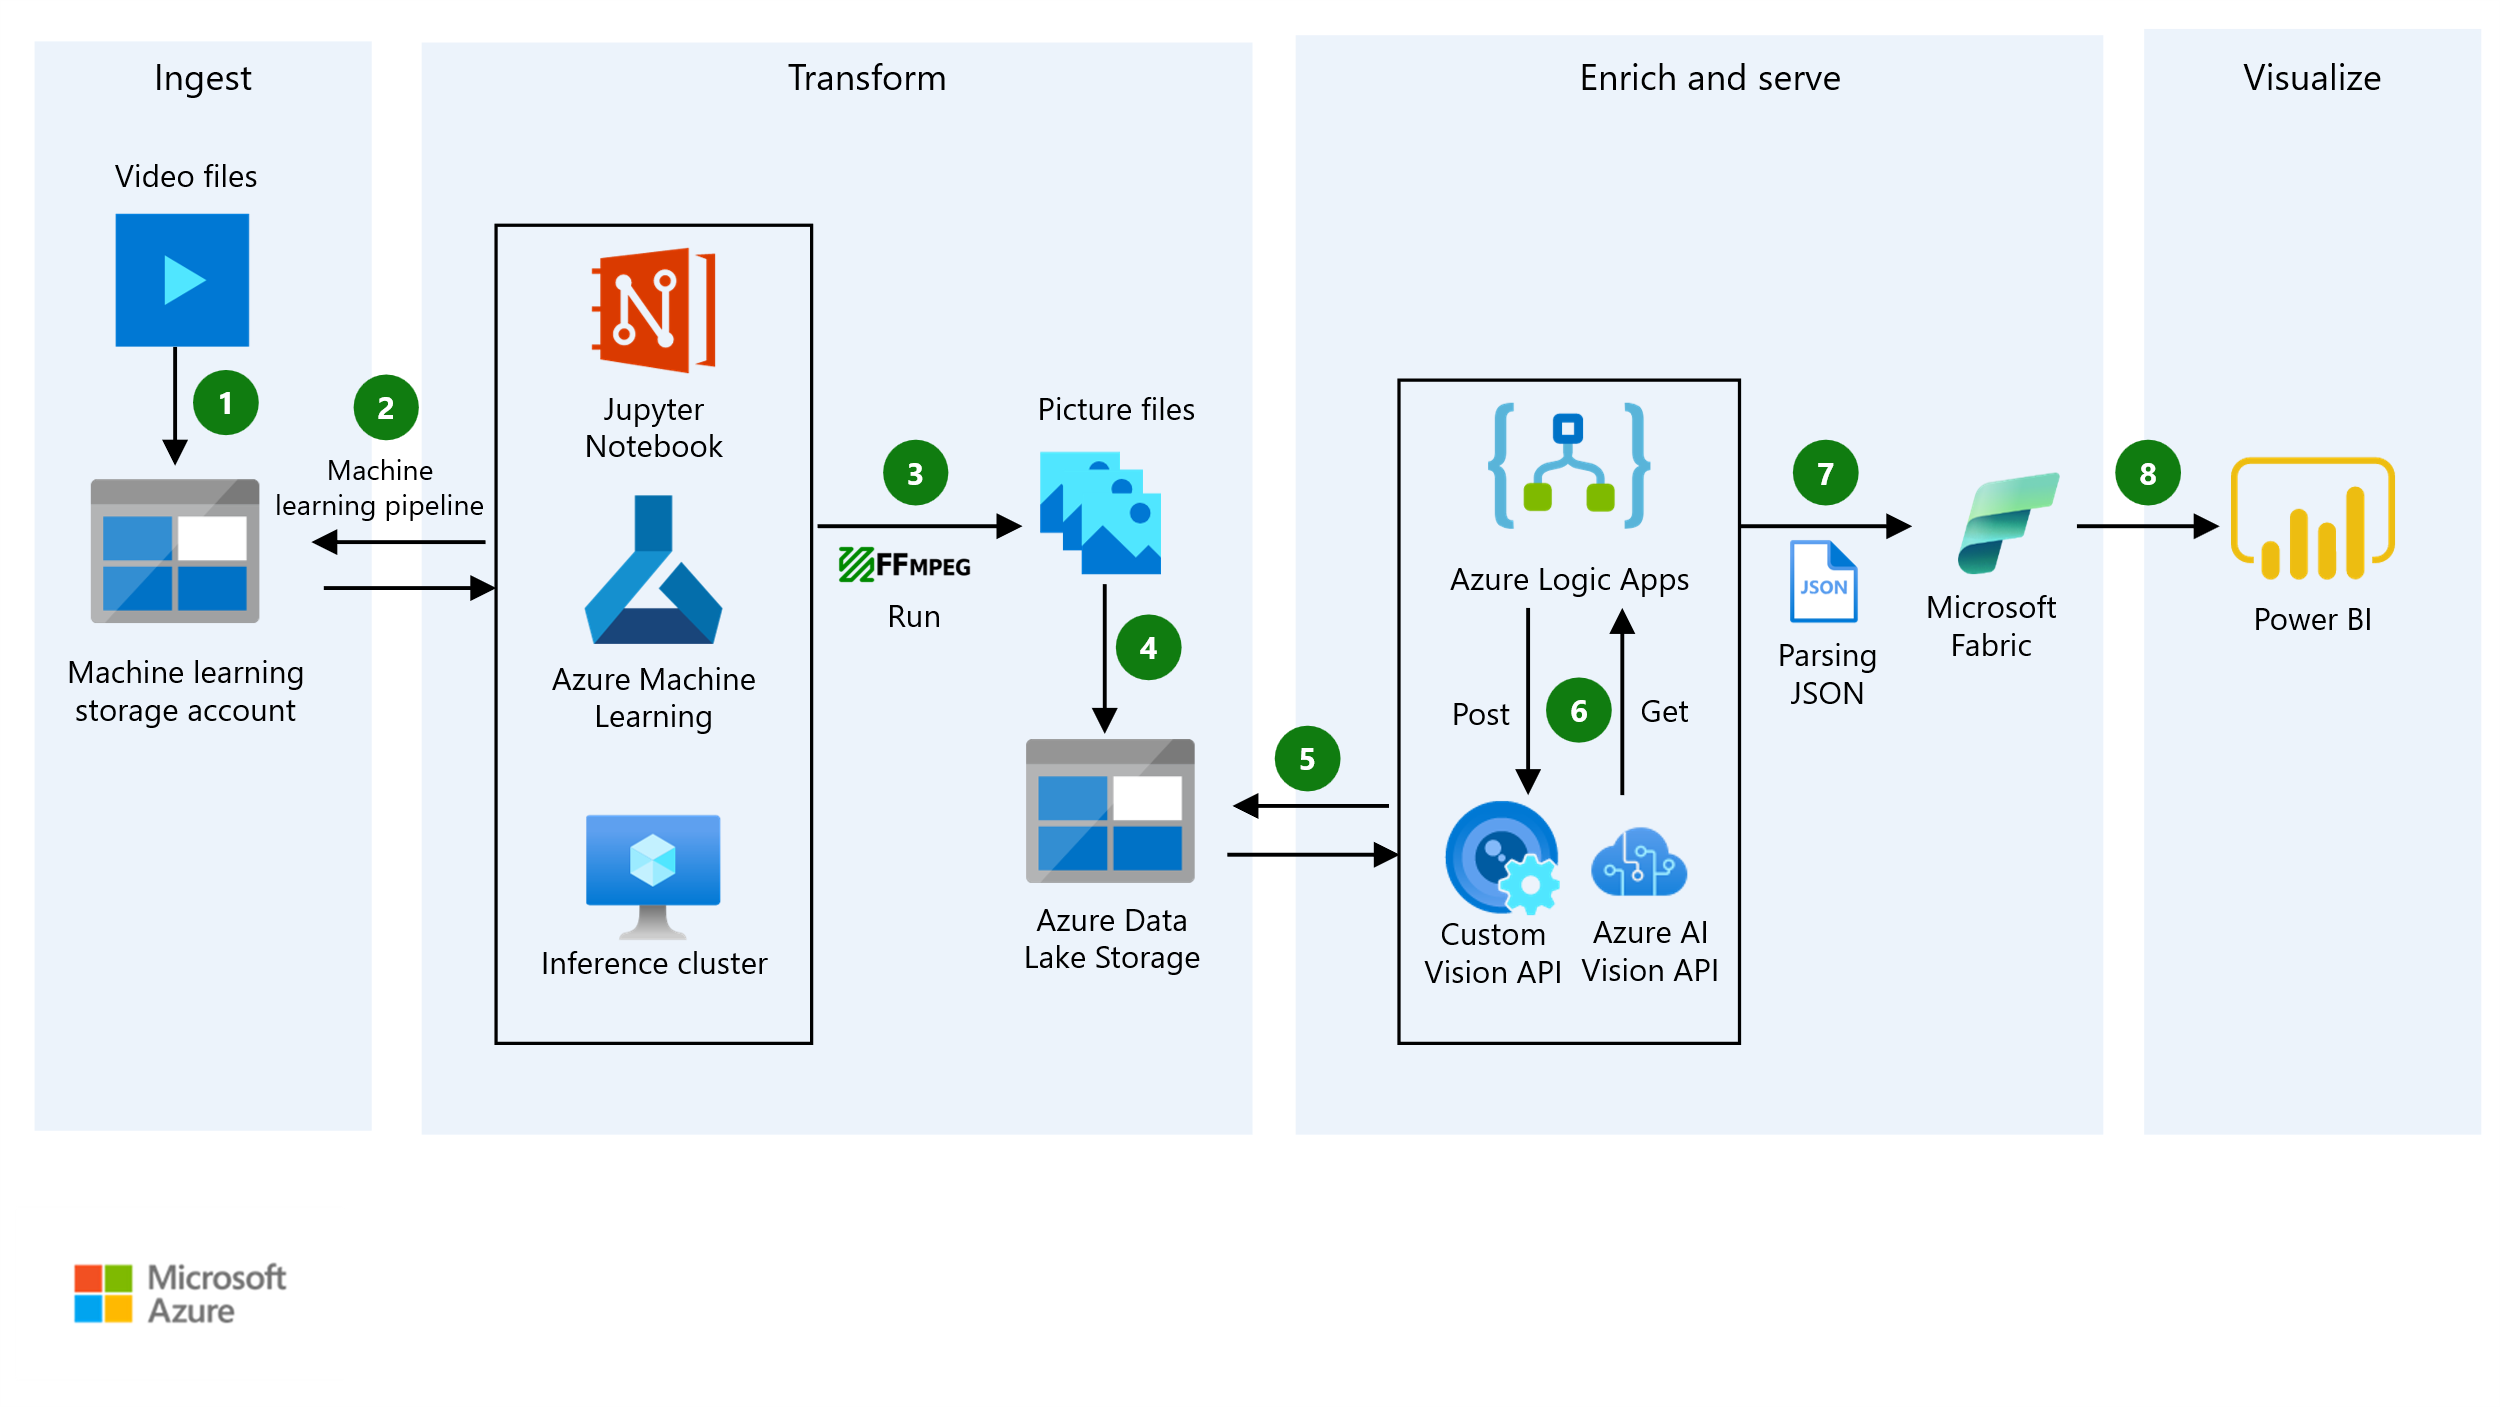 Ingest
Video files
1
Machine learning
storage account
2
Machine
learning pipeline
Transform
Jupyter
Notebook
Azure Machine
Learning
Inference cluster
3
FFMPEG
Run
Picture files
4
Azure Data
Lake Storage
5
Enrich and serve
Azure Logic Apps
Post
6
Get
Custom
Vision API
Azure AI
Vision API
7
JSON
Parsing
JSON
Microsoft
Fabric
8
Visualize
Power BI
Microsoft
Azure